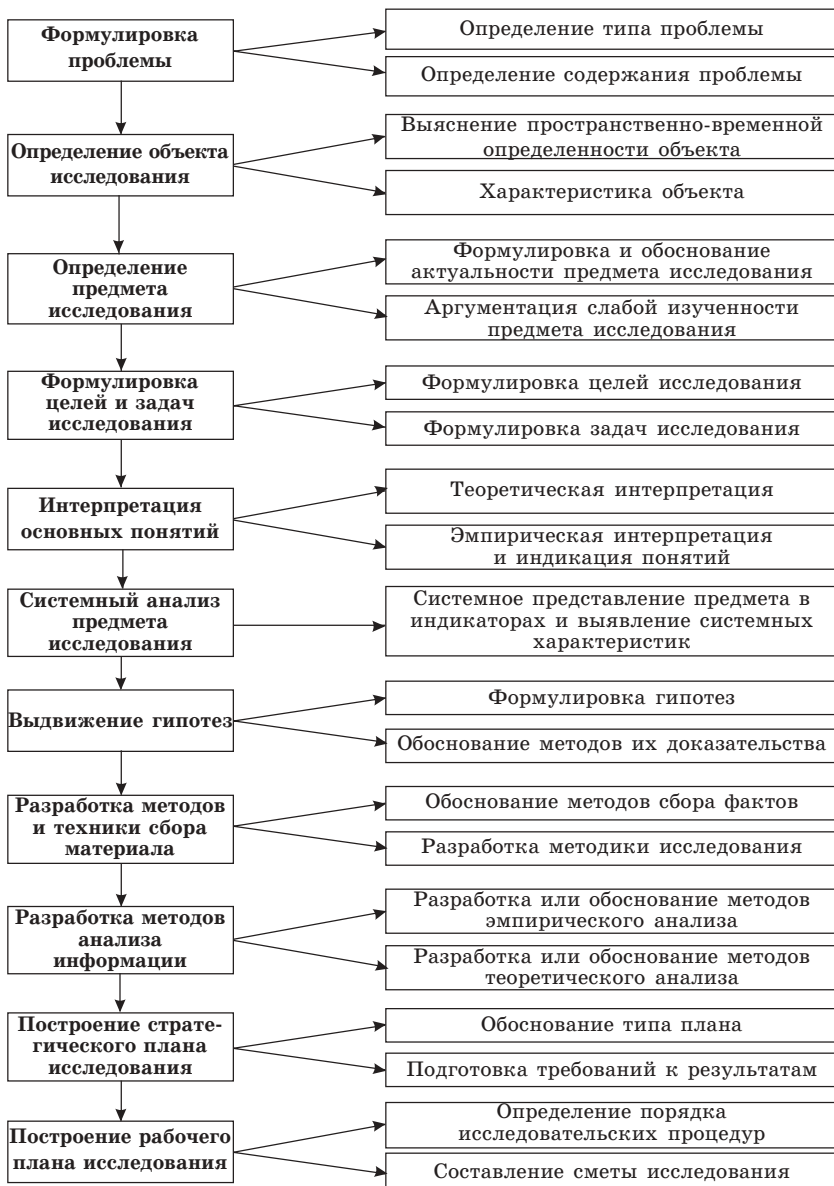 Формулировка
проблемы
Определение типа проблемы
Определение содержания проблемы
Определение объекта
исследования
Выяснение пространственно-временной
определенности объекта
Характеристика объекта
Определение
предмета
исследования
Формулировка и обоснование
актуальности предмета исследования
Аргументация слабой изученности
предмета исследования
Формулировка
целей и задач
исследования
Формулировка целей исследования
Формулировка задач исследования
Интерпретация
основных понятий
Теоретическая интерпретация
Эмпирическая интерпретация
и индикация понятий
Системный анализ
предмета
исследования
Системное представление предмета в
индикаторах и выявление системных
характеристик
Выдвижение гипотез
Формулировка гипотез
Обоснование методов их доказательства
Разработка методов
и техники сбора
материала
Обоснование методов сбора фактов
Разработка методики исследования
Разработка методов
анализа
информации
Разработка или обоснование методов
эмпирического анализа
Разработка или обоснование методов
теоретического анализа
Построение страте-
гического плана
исследования
Обоснование типа плана
Подготовка требований к результатам
Построение рабочего
плана исследования
Определение порядка
исследовательских процедур
Составление сметы исследования